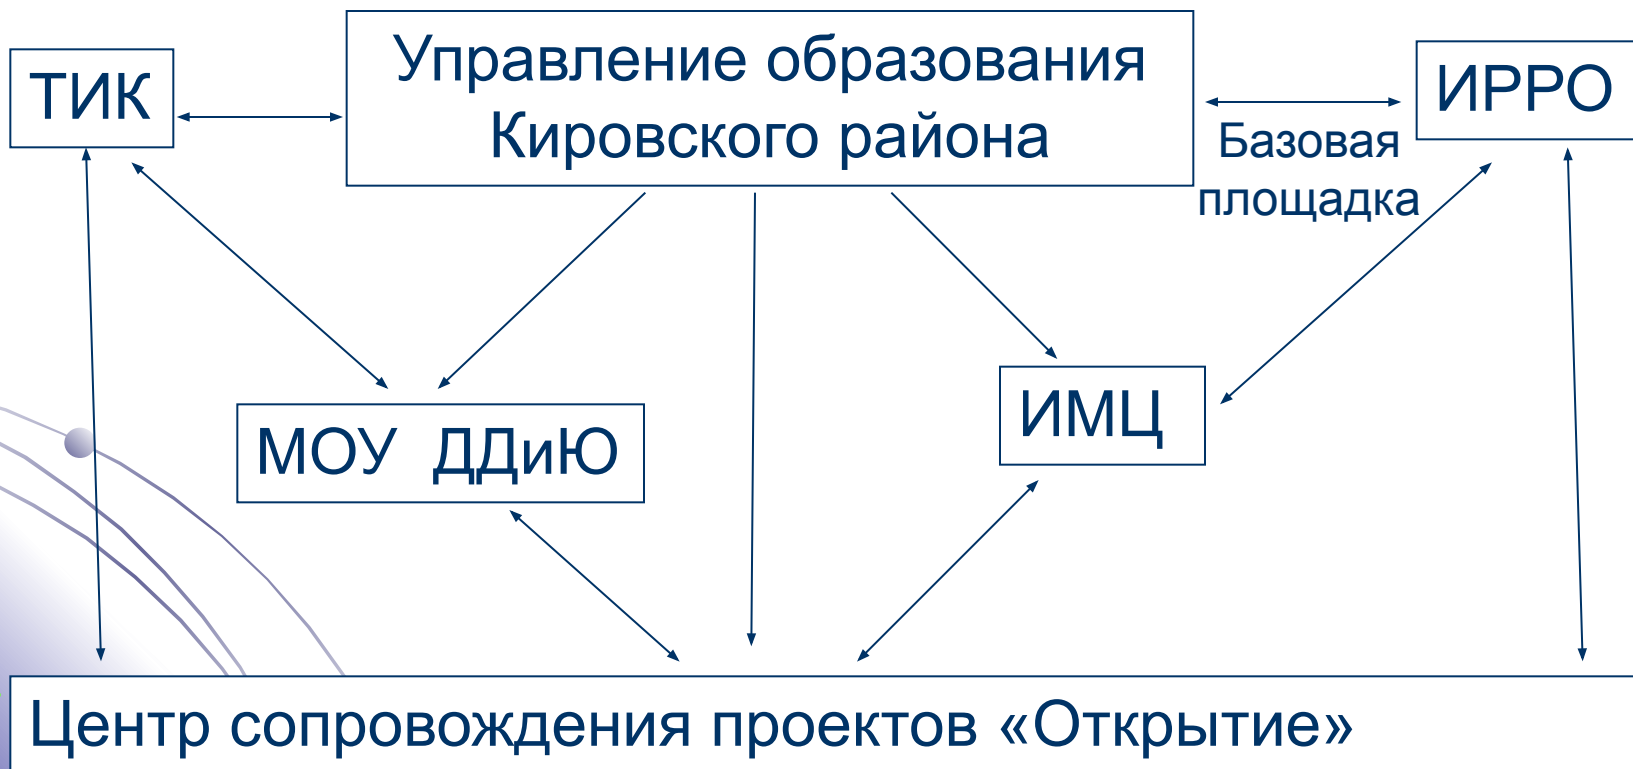 ТИК
Управление образования
Кировского района
ИРРО
Базовая
площадка
МОУ ДДиЮ
ИМЦ
Центр сопровождения проектов «Открытие»